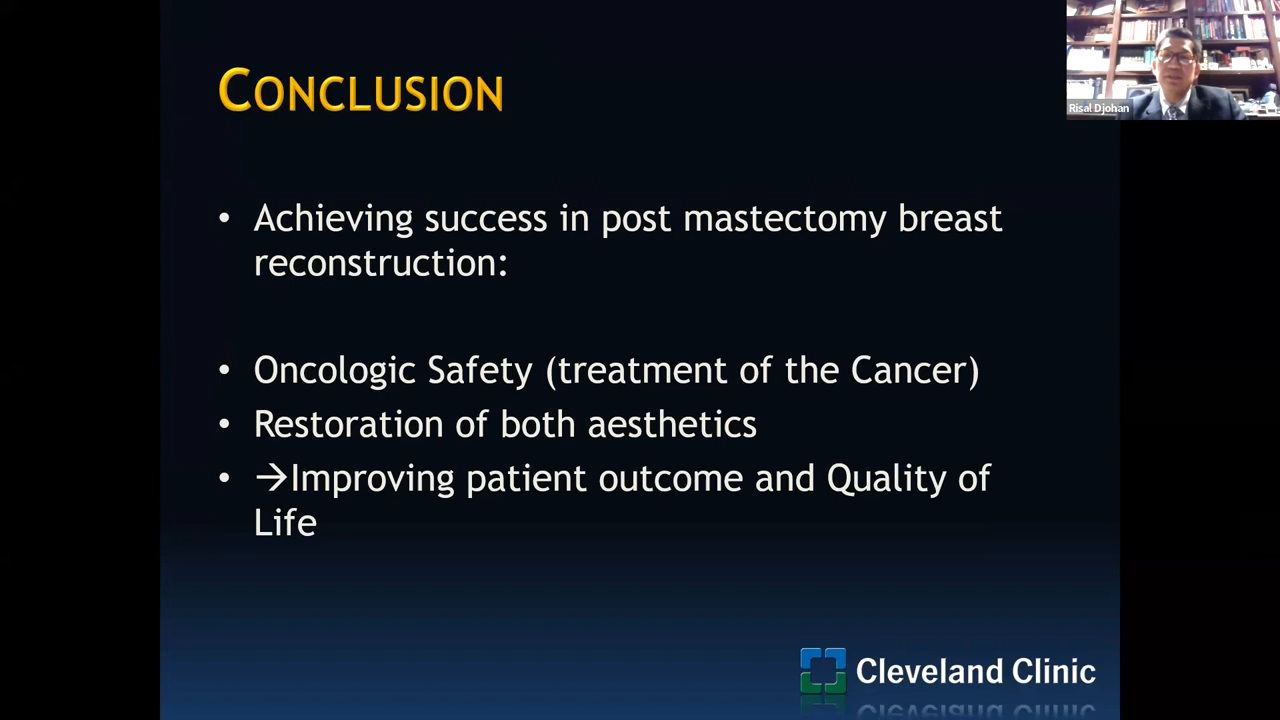 CONCLUSION
Risal Djohan
• Achieving success in post mastectomy breast
reconstruction:
• Oncologic Safety (treatment of the Cancer)
• Restoration of both aesthetics
• →Improving patient outcome and Quality of
Life
Cleveland Clinic